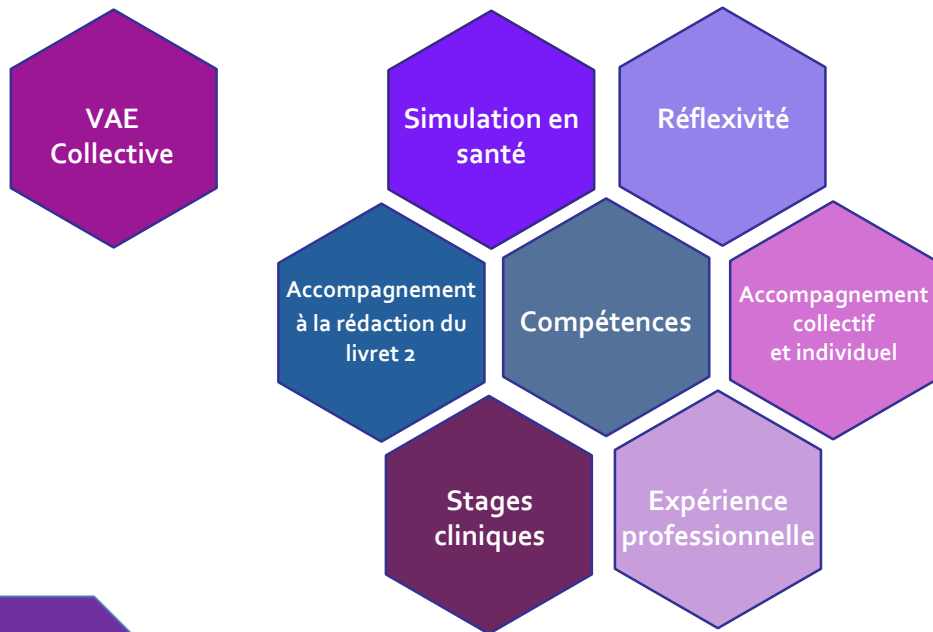 VAE
Collective
Simulation en
santé
Réflexivité
Accompagnement
à la rédaction du
livret 2
Compétences
Accompagnement
collectif
et individuel
Stages
cliniques
Expérience
professionnelle